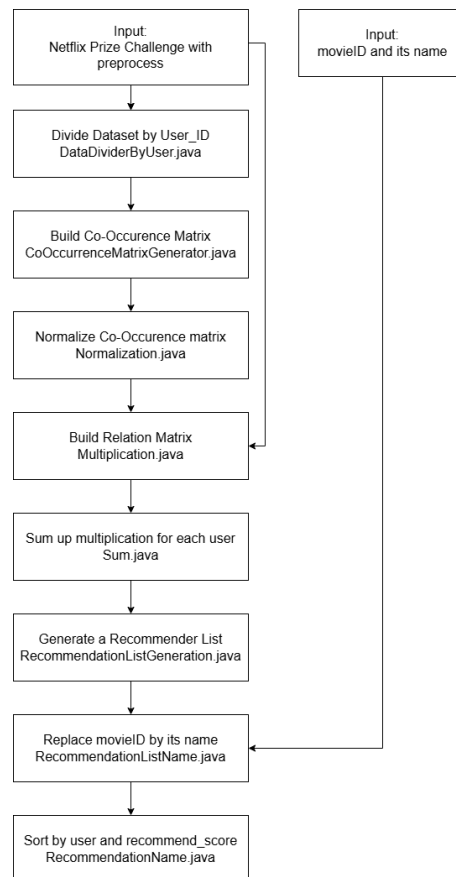 Input:
Netflix Prize Challenge with
preprocess
Input:
movieID and its name
Divide Dataset by User_ID
DataDividerByUser.java
Build Co-Occurence Matrix
CoOccurrenceMatrixGenerator.java
Normalize Co-Occurence matrix
Normalization.java
Build Relation Matrix
Multiplication.java
Sum up multiplication for each user
Sum.java
Generate a Recommender List
RecommendationListGeneration.java
Replace movieID by its name
RecommendationListName.java
Sort by user and recommend_score
RecommendationName.java